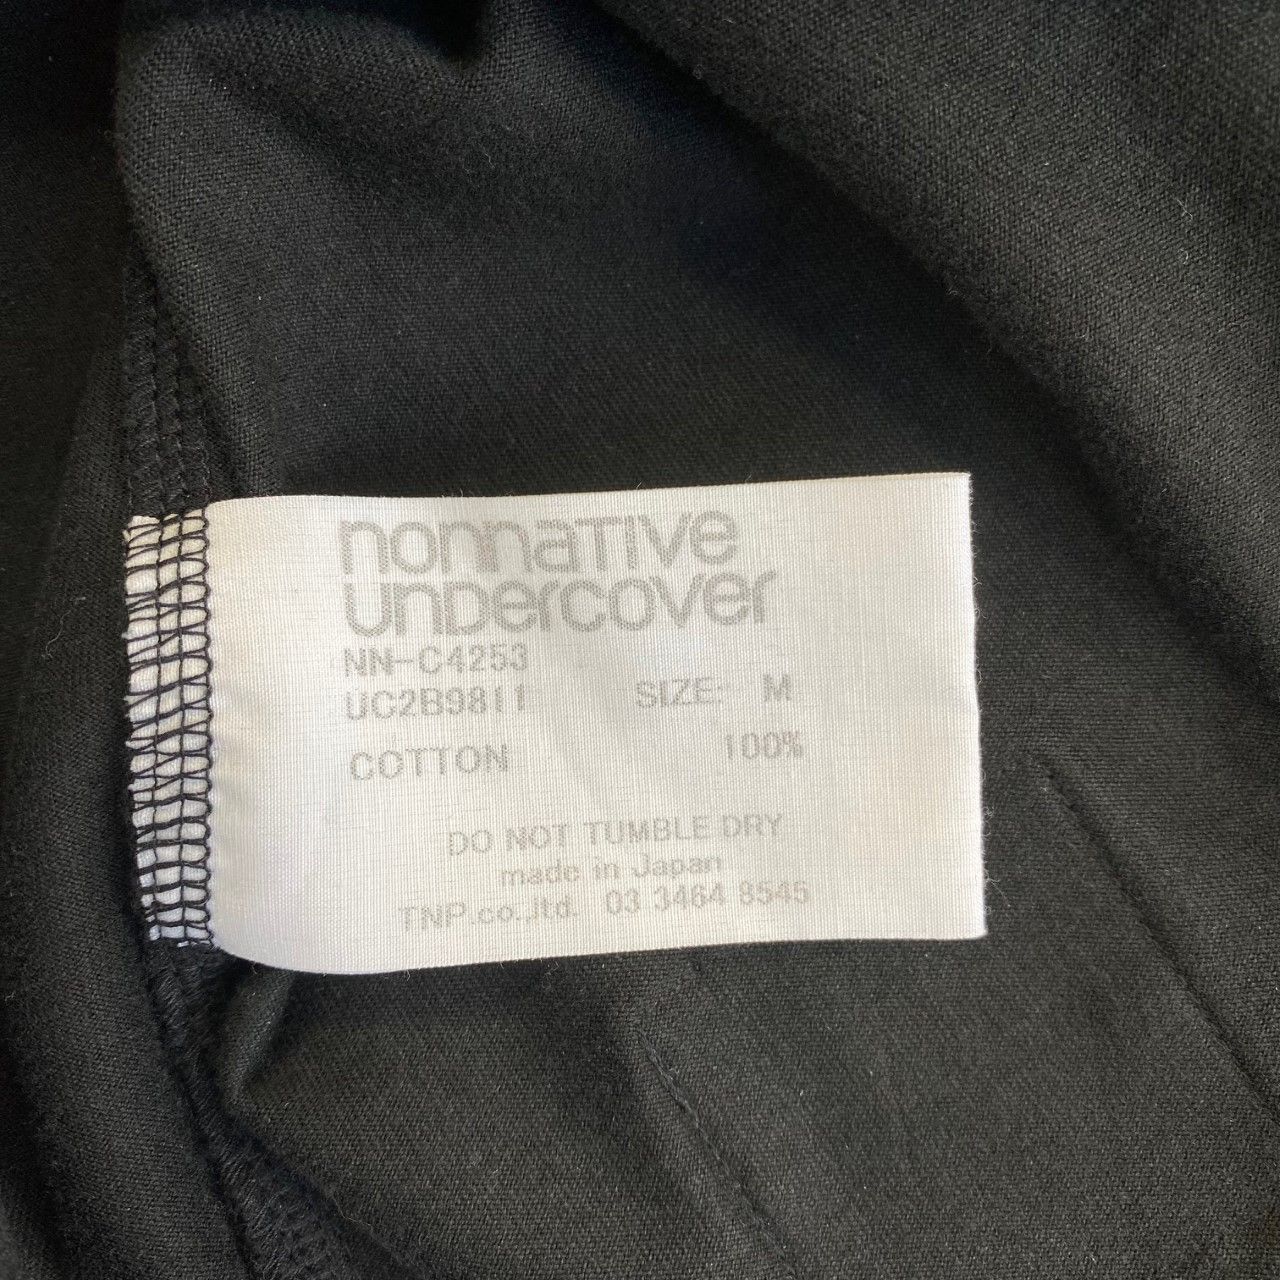 nonnative
undercover
NN-C4253
UC2B9811 SIZE: M
COTTON 100%
DO NOT TUMBLE DRY
made in Japan
TNP.co.,ltd. 03 3464 8545